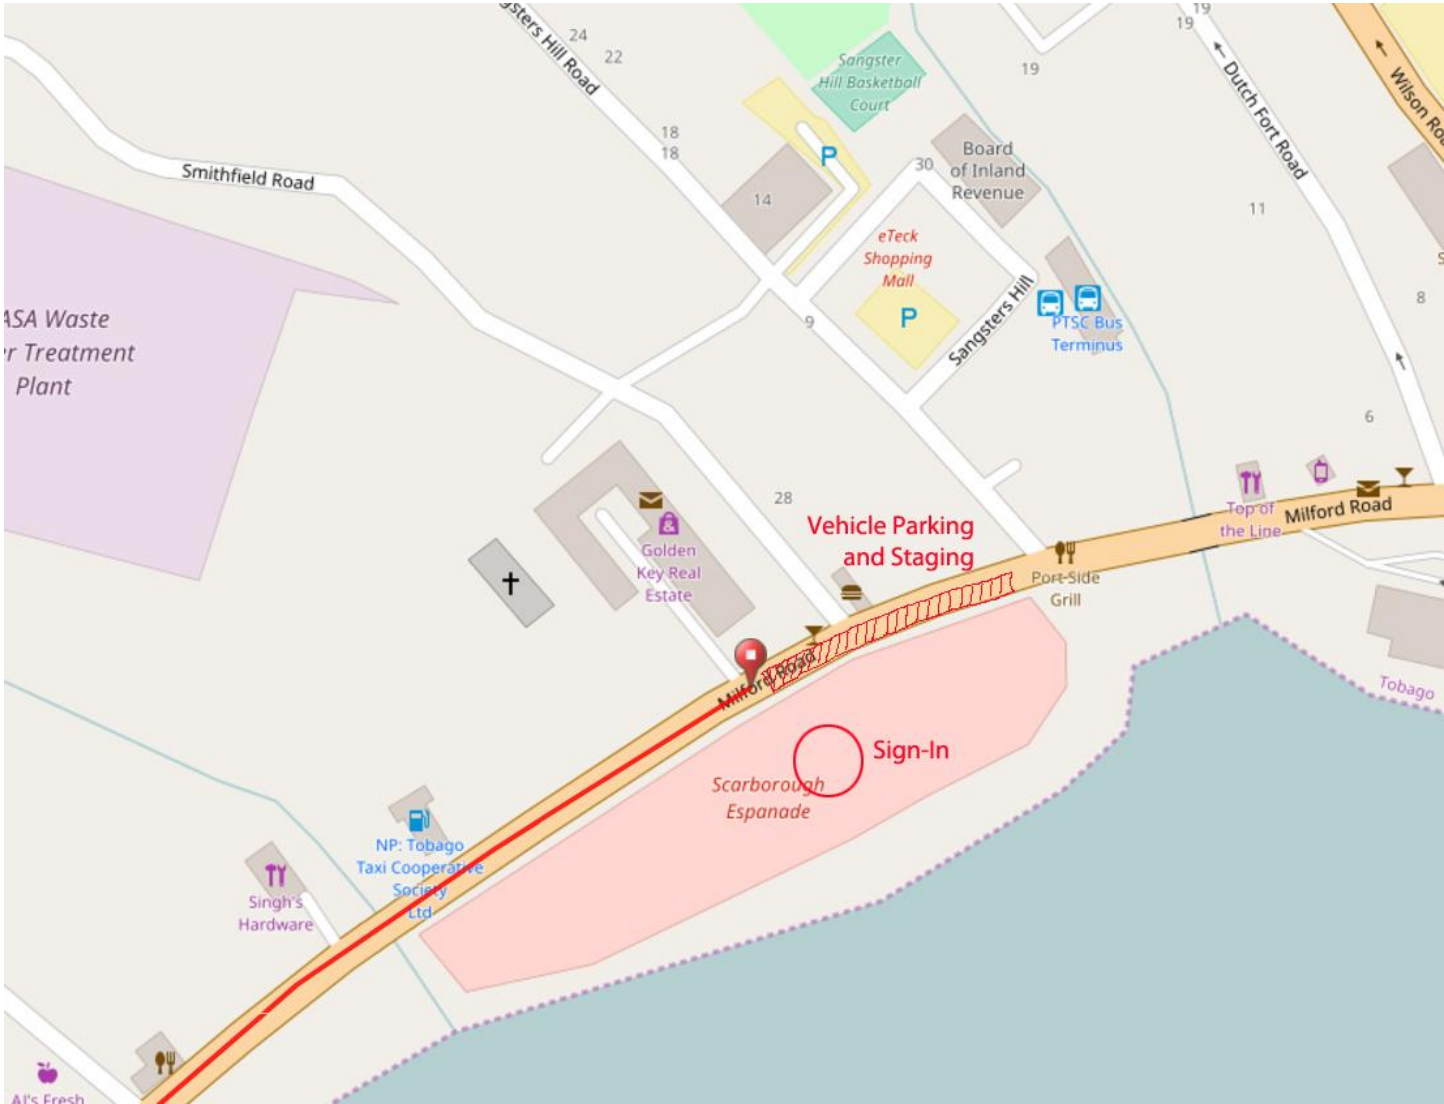 gsters Hill Road
24
22
19
19
19
Sangster
Hill Basketball
Court
Dutch Fort Road
Wilson Roa
18
18
P
30
Board
of Inland
Revenue
Smithfield Road
14
11
eTeck
Shopping
Mall
P
9
Sangsters Hill
PTSC Bus
Terminus
8
S
ASA Waste
er Treatment
Plant
6
28
Vehicle Parking
and Staging
Golden
Key Real
Estate
Top of
the Line
Milford Road
Port Side
Grill
Milford Road
Tobago
Sign-In
Scarborough
Espanade
NP: Tobago
Taxi Cooperative
Society
Ltd
Singh's
Hardware
Al's Fresh